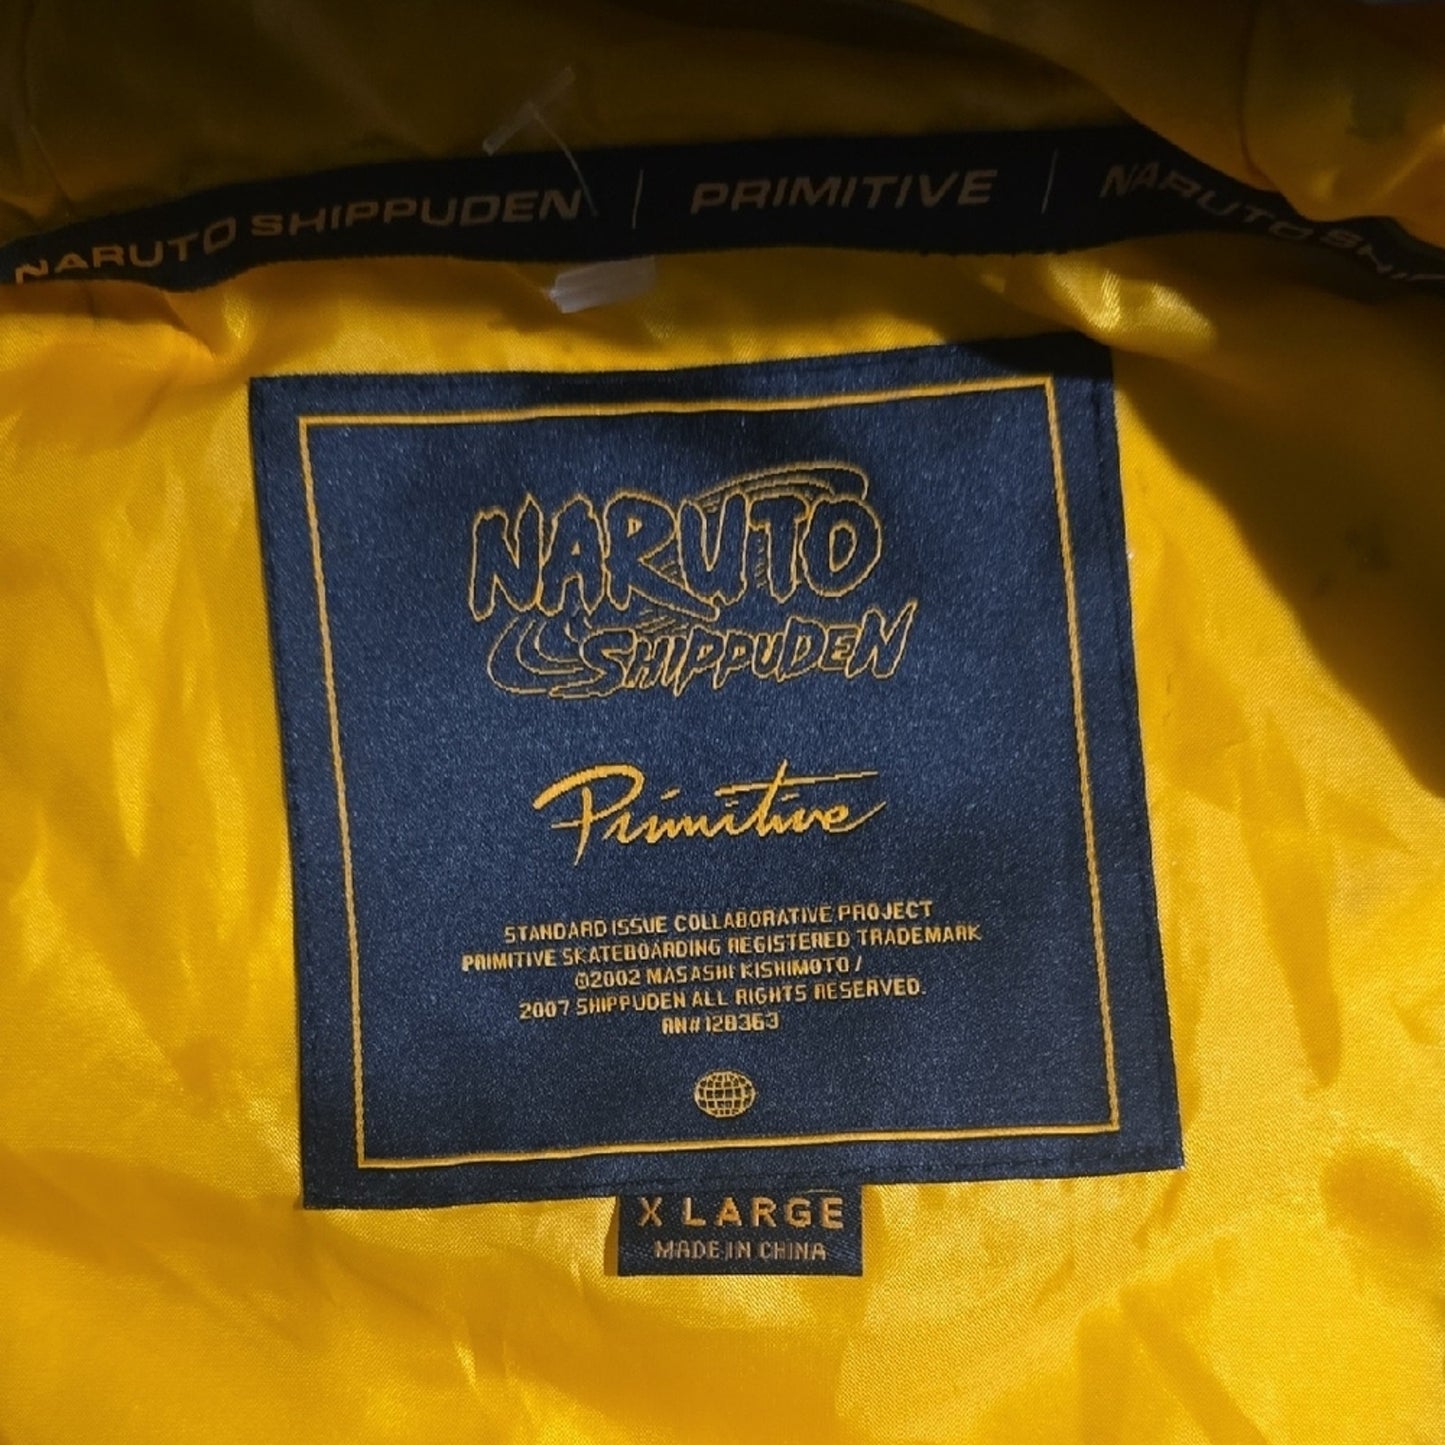 NARUTO SHIPPUDEN | PRIMITIVE | NARUTO SHIP
NARUTO
SHIPPUDEN
Primitive
STANDARD ISSUE COLLABORATIVE PROJECT
PRIMITIVE SKATEBOARDING REGISTERED TRADEMARK
©2002 MASASHI KISHIMOTO /
2007 SHIPPUDEN ALL RIGHTS RESERVED.
RN#128363
X LARGE
MADE IN CHINA